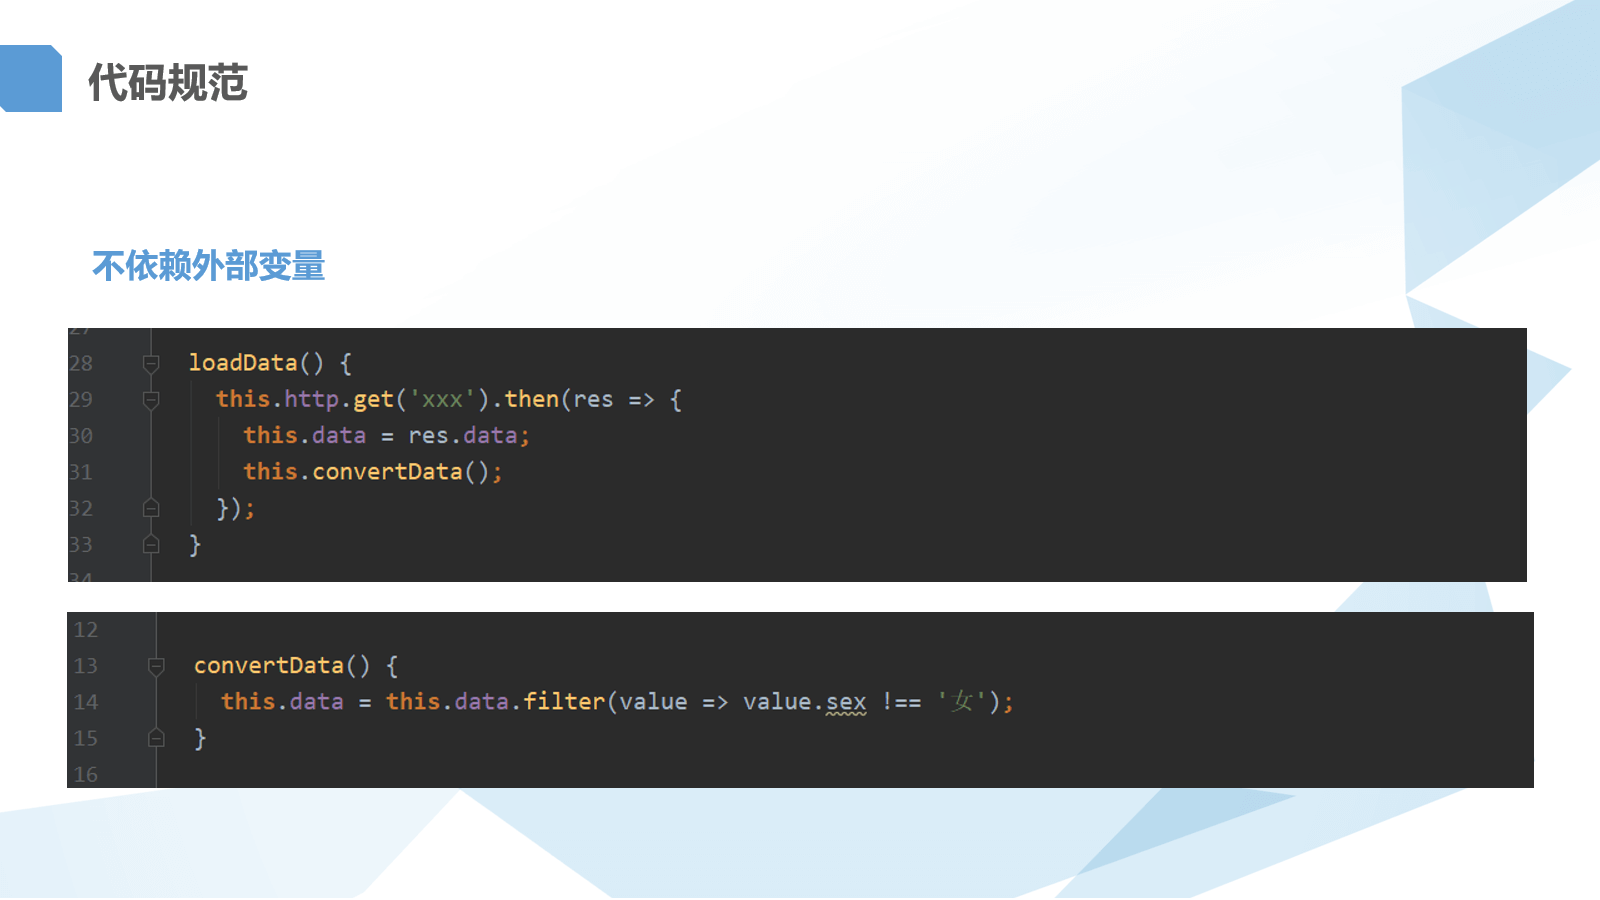 代码规范
不依赖外部变量
27
28 loadData() {
29 this.http.get('xxx').then(res => {
30 this.data = res.data;
31 this.convertData();
32 });
33 }
34
12
13 convertData() {
14 this.data = this.data.filter(value => value.sex !== '女');
15 }
16